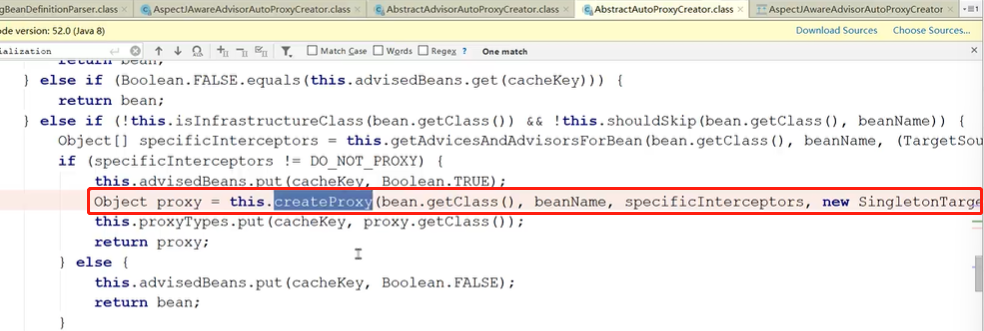 gBeanDefinitionParser.class × AspectJAwareAdvisorAutoProxyCreator.class × AbstractAdvisorAutoProxyCreator.class × AbstractAutoProxyCreator.class × AspectJAwareAdvisorAutoProxyCreator
ode version: 52.0 (Java 8) Download Sources Choose Sources...
ialization Match Case Words Regex ? One match
return bean;
} else if (Boolean.FALSE.equals(this.advisedBeans.get(cacheKey))) {
return bean;
} else if (!this.isInfrastructureClass(bean.getClass()) && !this.shouldSkip(bean.getClass(), beanName)) {
Object[] specificInterceptors = this.getAdvicesAndAdvisorsForBean(bean.getClass(), beanName, (TargetSou
if (specificInterceptors != DO_NOT_PROXY) {
this.advisedBeans.put(cacheKey, Boolean.TRUE);
Object proxy = this.createProxy(bean.getClass(), beanName, specificInterceptors, new SingletonTarge
this.proxyTypes.put(cacheKey, proxy.getClass());
return proxy;
} else {
this.advisedBeans.put(cacheKey, Boolean.FALSE);
return bean;
}